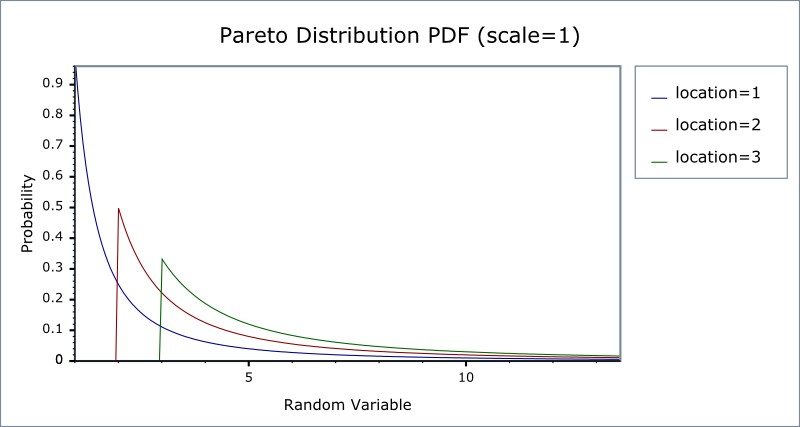 Pareto Distribution PDF (scale=1)
0.9
0.8
0.7
0.6
0.5
0.4
0.3
0.2
0.1
0
Probability
5
10
Random Variable
location=1
location=2
location=3